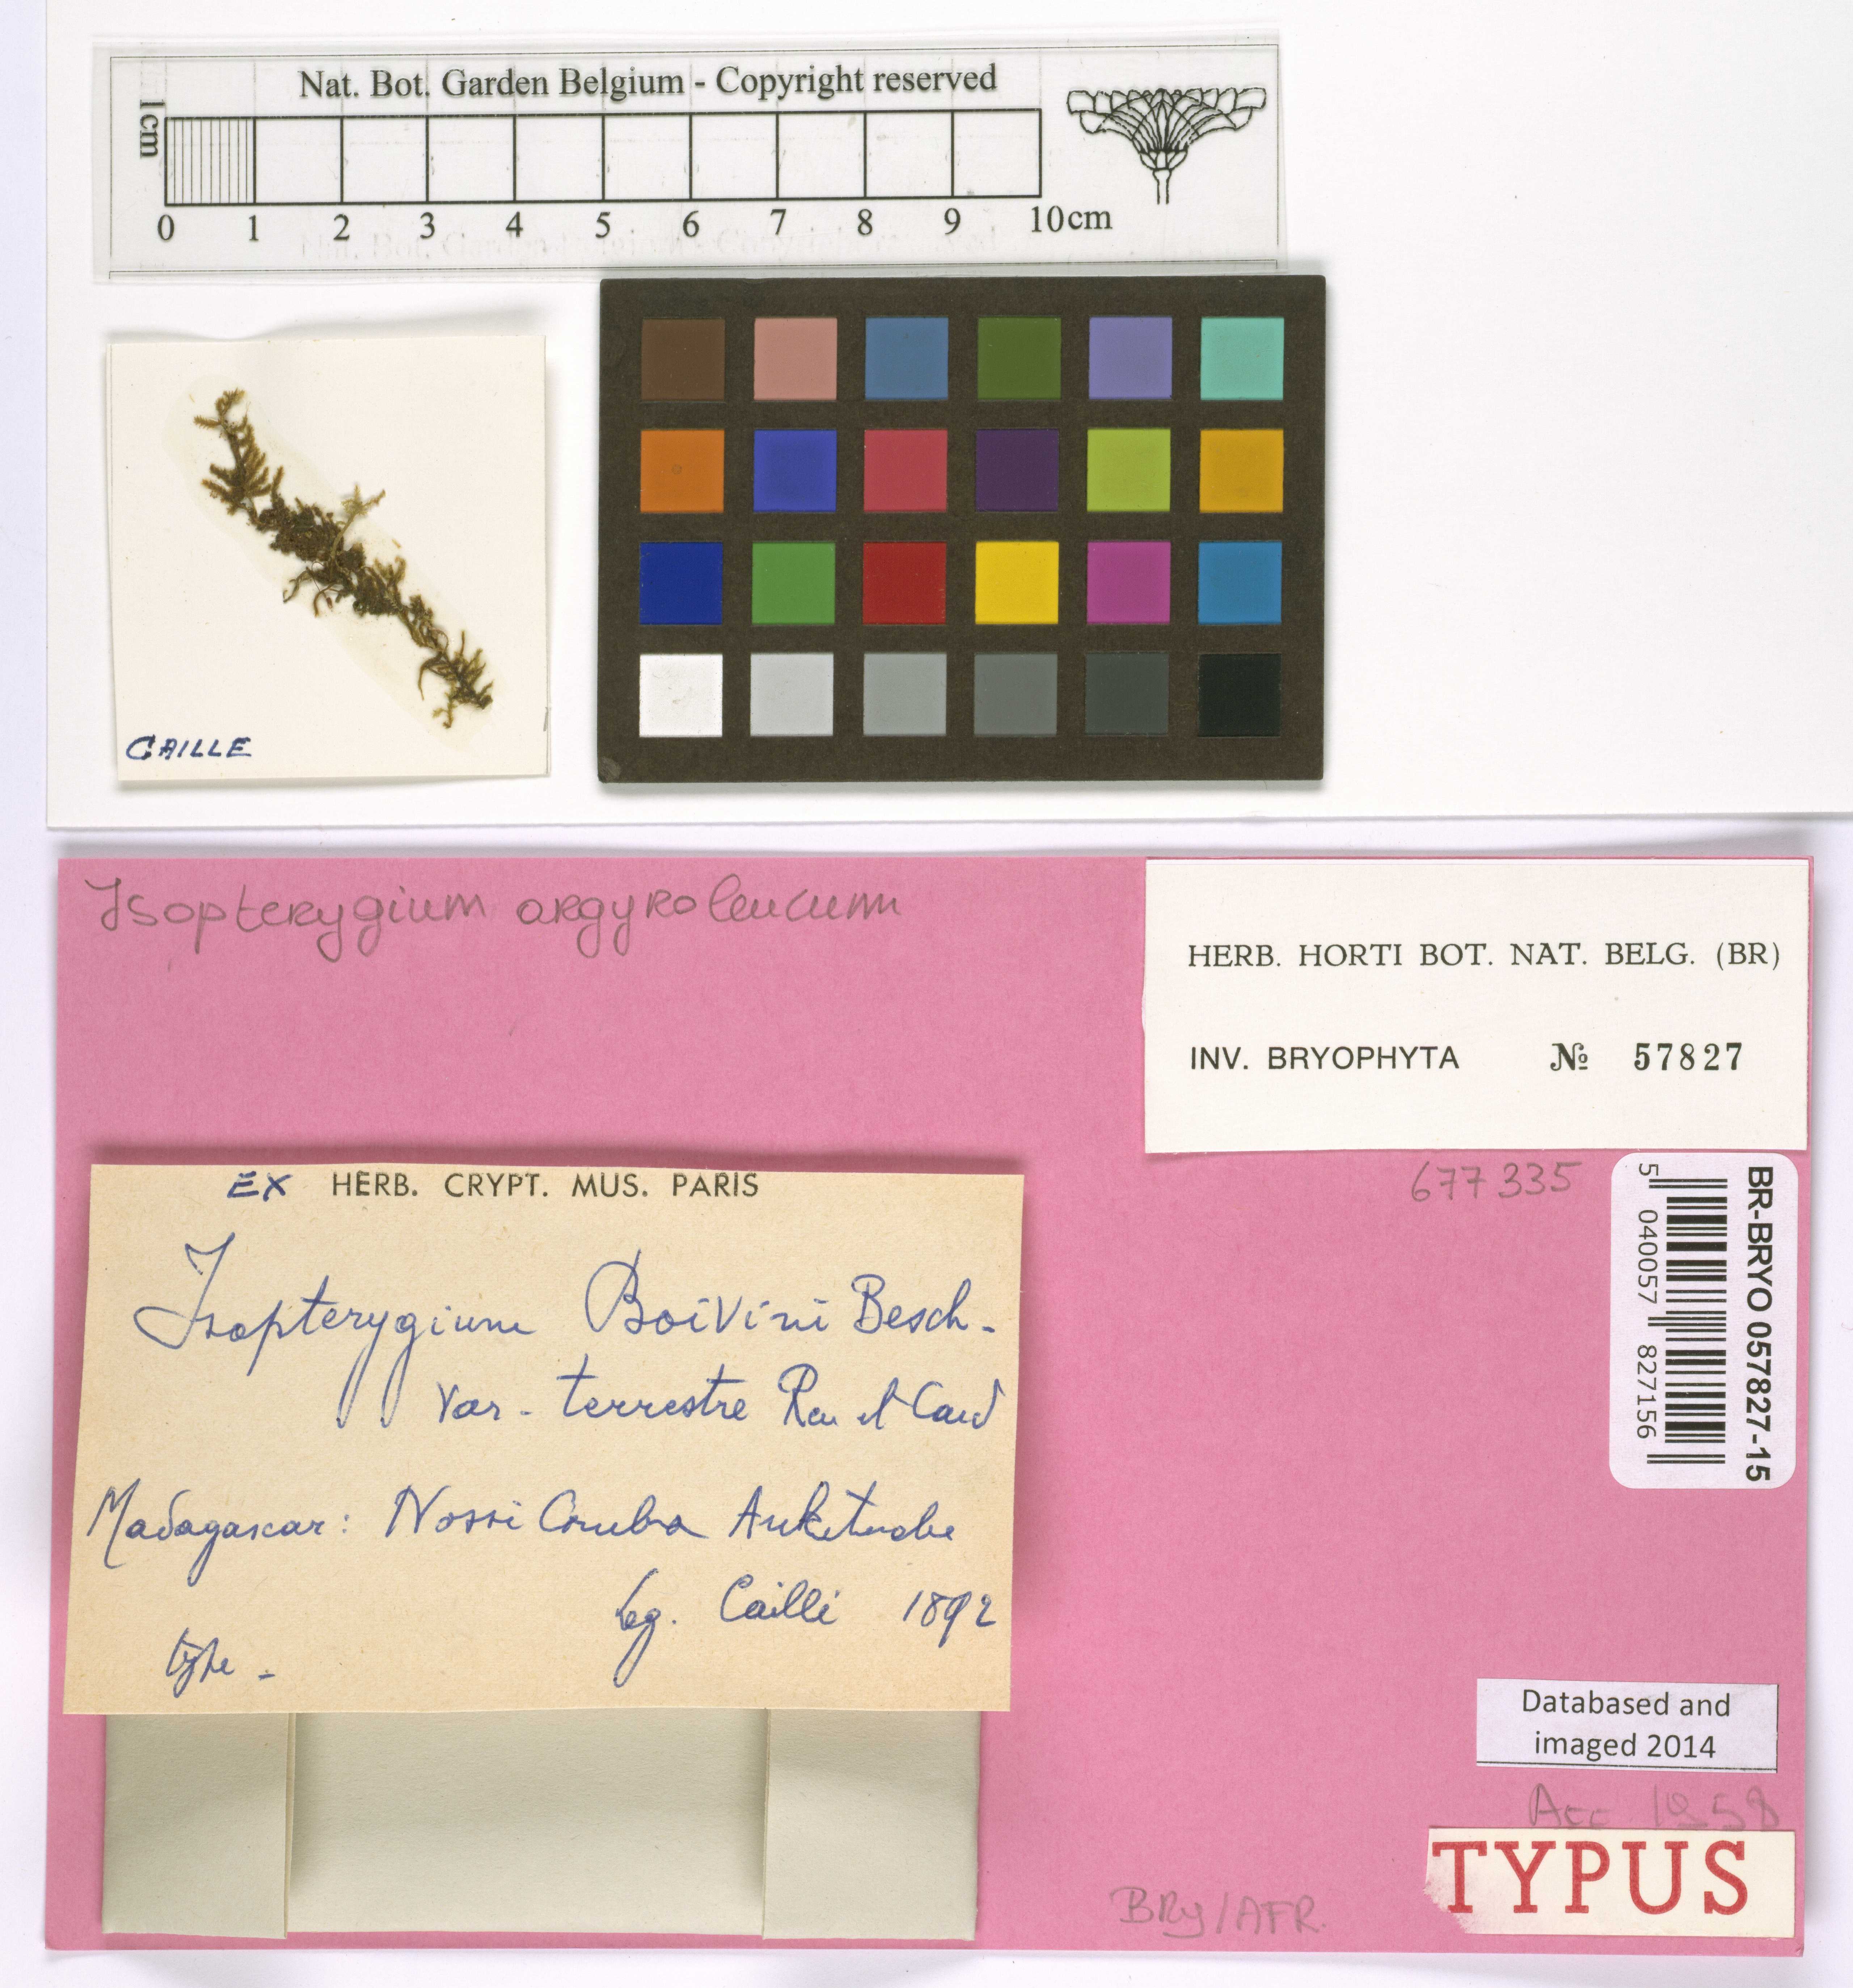 Nat. Bot. Garden Belgium - Copyright reserved
1cm
0 1 2 3 4 5 6 7 8 9 10cm
CAILLE
Isopterygium argyroleucum
HERB. HORTI BOT. NAT. BELG. (BR)
INV. BRYOPHYTA № 57827
677335
BR-BRYO 057827-15
5 040057 827156
EX HERB. CRYPT. MUS. PARIS
Isopterygium Boivini Besch.
var. terrestre Ren et Card
Madagascar: Nossi Comba
leg. Caille 1892
type -
Databased and
imaged 2014
Acc 1958
TYPUS
BRY/AFR.